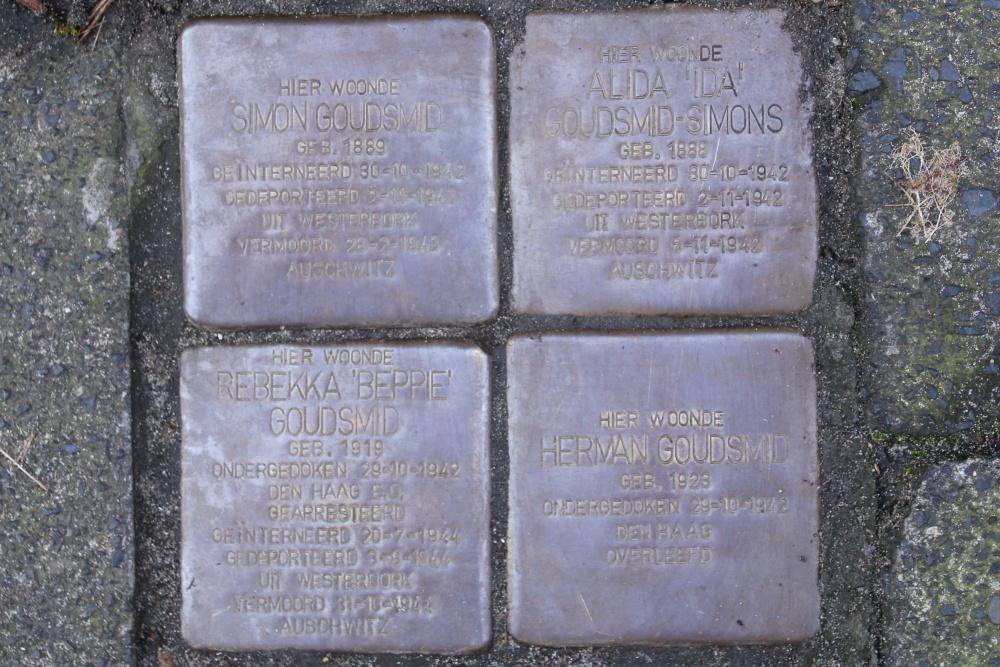 HIER WOONDE
SIMON GOUDSMID
GEB. 1889
GEÏNTERNEERD 30-10-1942
GEDEPORTEERD 2-11-1942
UIT WESTERBORK
VERMOORD 28-2-1943
AUSCHWITZ
HIER WOONDE
ALIDA 'IDA'
GOUDSMID-SIMONS
GEB. 1888
GEÏNTERNEERD 30-10-1942
GEDEPORTEERD 2-11-1942
UIT WESTERBORK
VERMOORD 5-11-1942
AUSCHWITZ
HIER WOONDE
REBEKKA 'BEPPIE'
GOUDSMID
GEB. 1919
ONDERGEDOKEN 29-10-1942
DEN HAAG E.O.
GEARRESTEERD
GEÏNTERNEERD 20-7-1944
GEDEPORTEERD 3-9-1944
UIT WESTERBORK
VERMOORD 31-10-1944
AUSCHWITZ
HIER WOONDE
HERMAN GOUDSMID
GEB. 1923
ONDERGEDOKEN 29-10-1942
DEN HAAG
OVERLEEFD